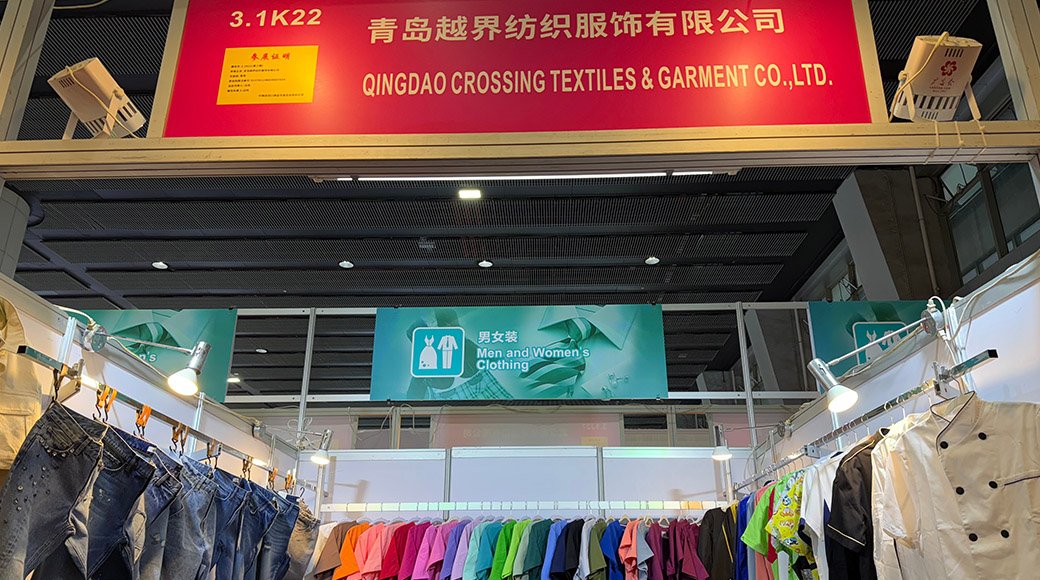 3.1K22
青岛越界纺织服饰有限公司
参展证明
QINGDAO CROSSING TEXTILES & GARMENT CO.,LTD.
男女装
Men and Women's
Clothing